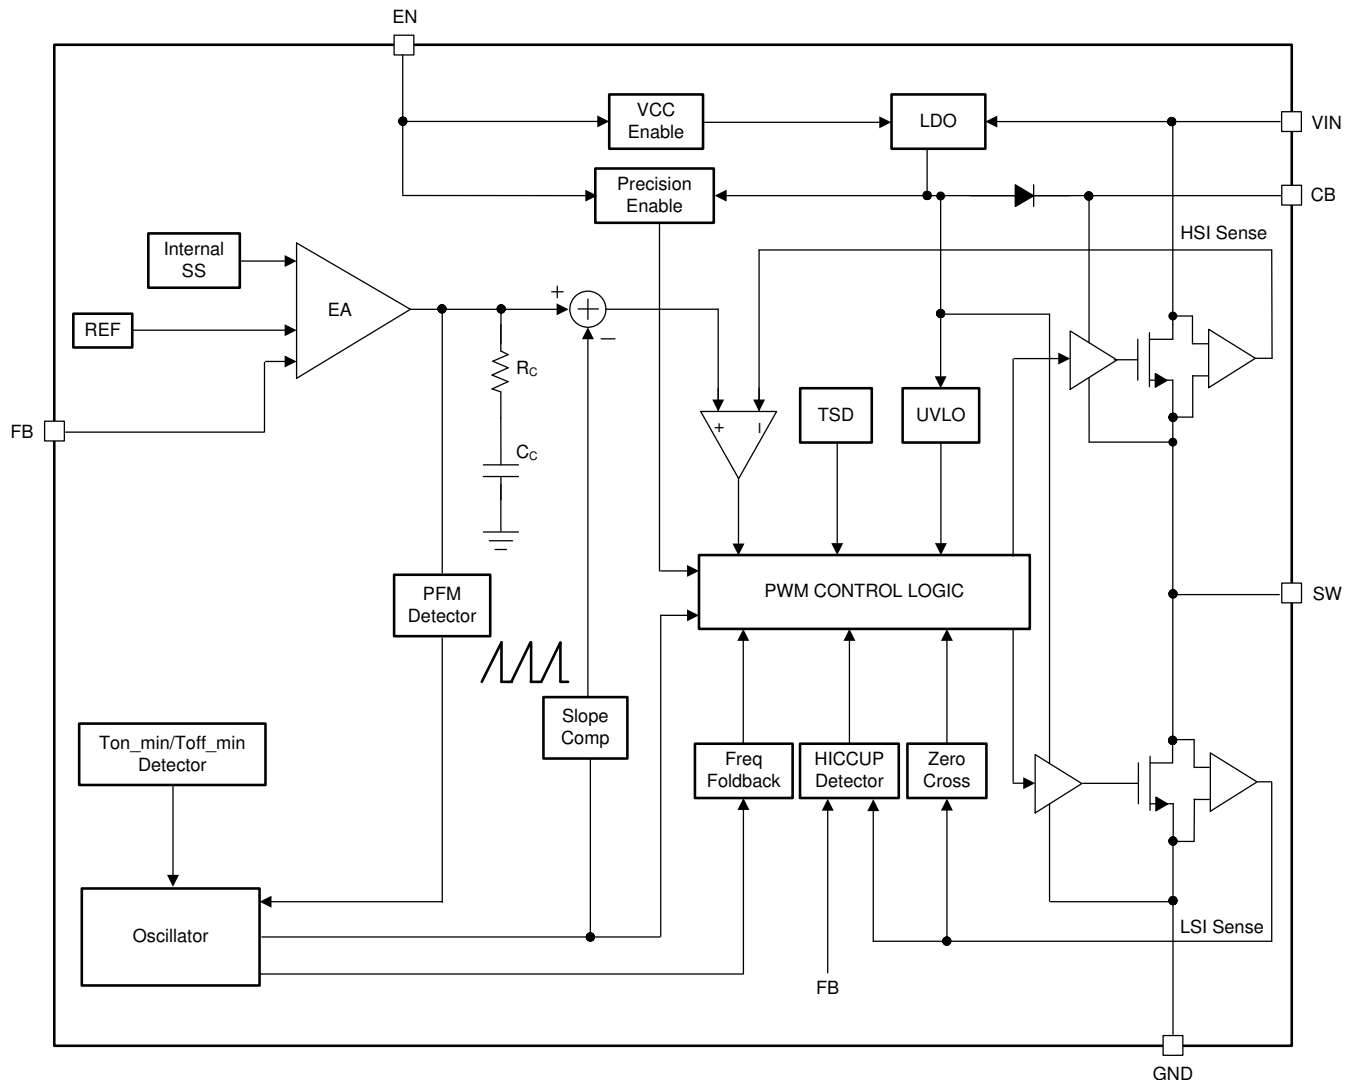 EN
VCC
Enable
LDO
VIN
Precision
Enable
CB
HSI Sense
Internal
SS
EA
+
+
−
REF
RC
FB
TSD
UVLO
+
−
CC
PWM CONTROL LOGIC
SW
PFM
Detector
Slope
Comp
Ton_min/Toff_min
Detector
Freq
Foldback
HICCUP
Detector
Zero
Cross
Oscillator
LSI Sense
FB
GND